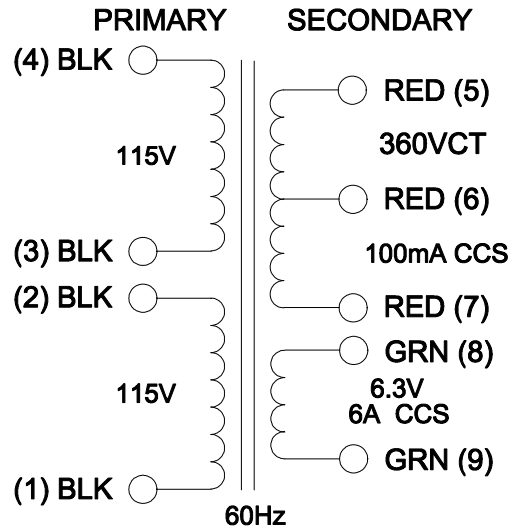 PRIMARY SECONDARY
(4) BLK
RED (5)
115V
360VCT
RED (6)
(3) BLK
100mA CCS
(2) BLK
RED (7)
GRN (8)
115V
6.3V
6A CCS
GRN (9)
(1) BLK
60Hz